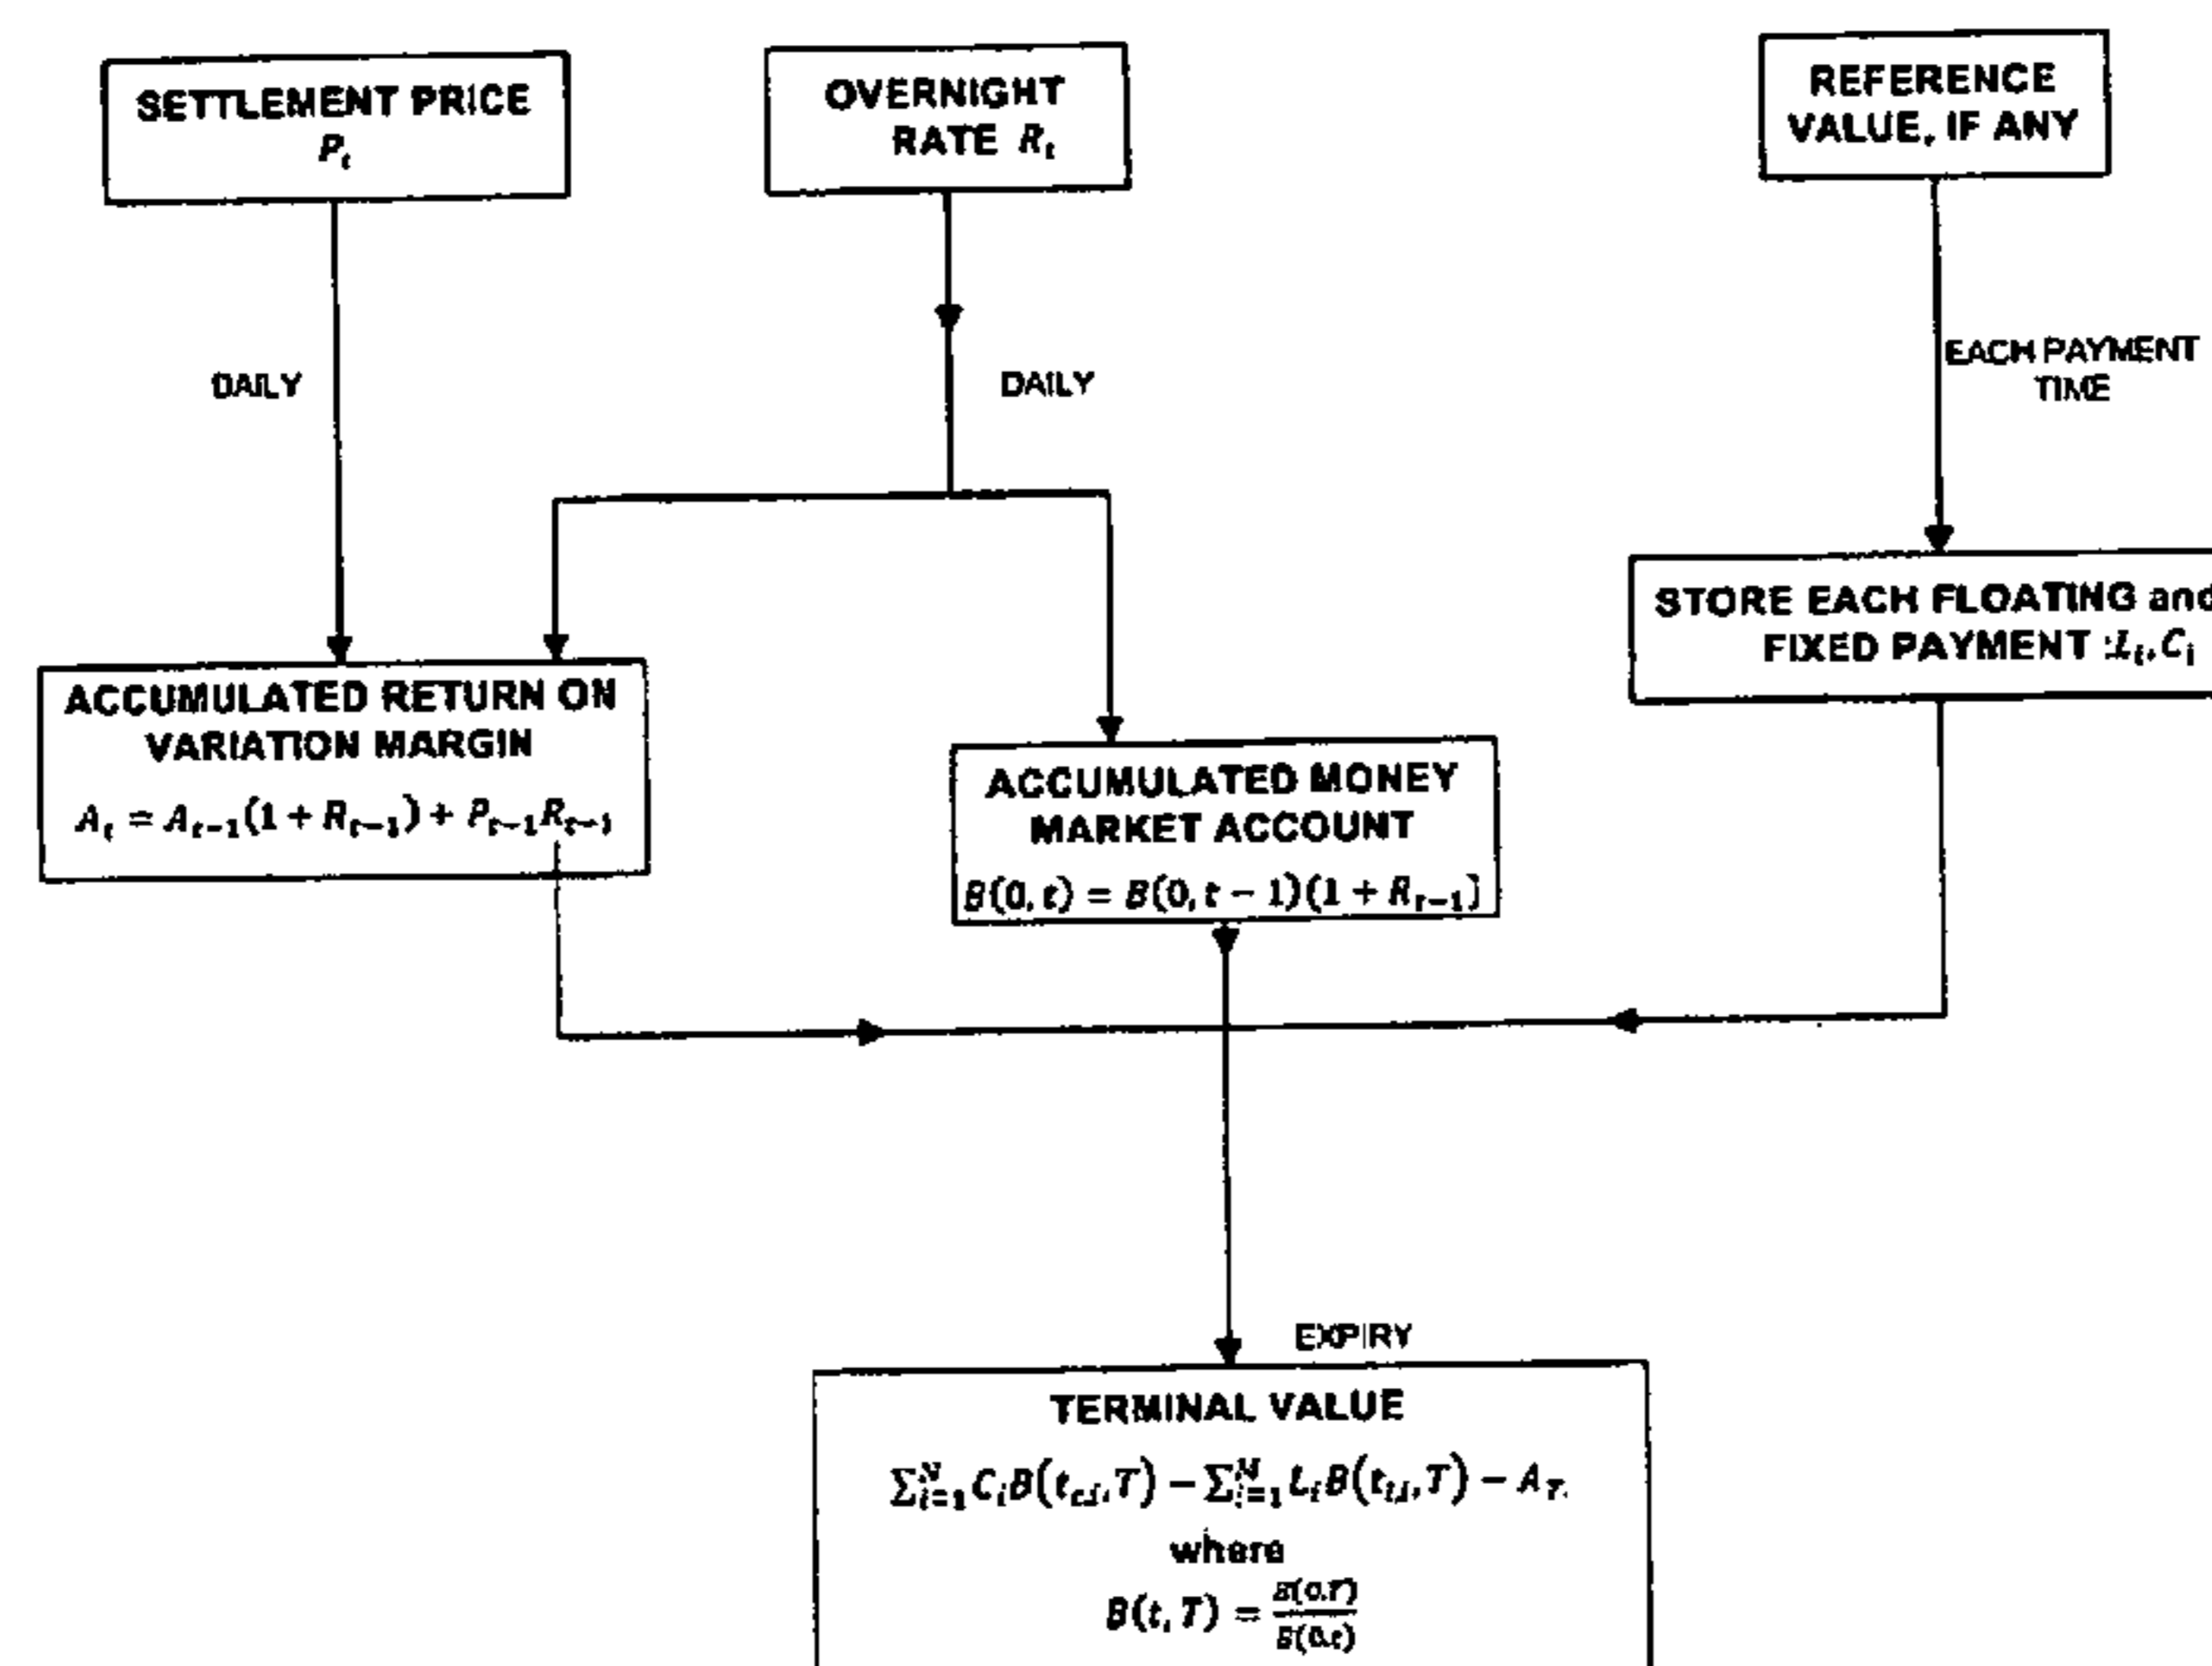 SETTLEMENT PRICE
P_t
OVERNIGHT
RATE R_t
REFERENCE
VALUE, IF ANY
DAILY
DAILY
EACH PAYMENT
TIME
STORE EACH FLOATING and
FIXED PAYMENT :L_i, C_i
ACCUMULATED RETURN ON
VARIATION MARGIN
A_t = A_{t-1}(1 + R_{t-1}) + P_{t-1}R_{t-1}
ACCUMULATED MONEY
MARKET ACCOUNT
B(0, t) = B(0, t − 1)(1 + R_{t-1})
EXPIRY
TERMINAL VALUE
∑_{i=1}^{N} C_i B(t_{c,i}, T) − ∑_{i=1}^{M} L_i B(t_{l,i}, T) − A_T,
where
B(t, T) = B(0,T) / B(0,t)